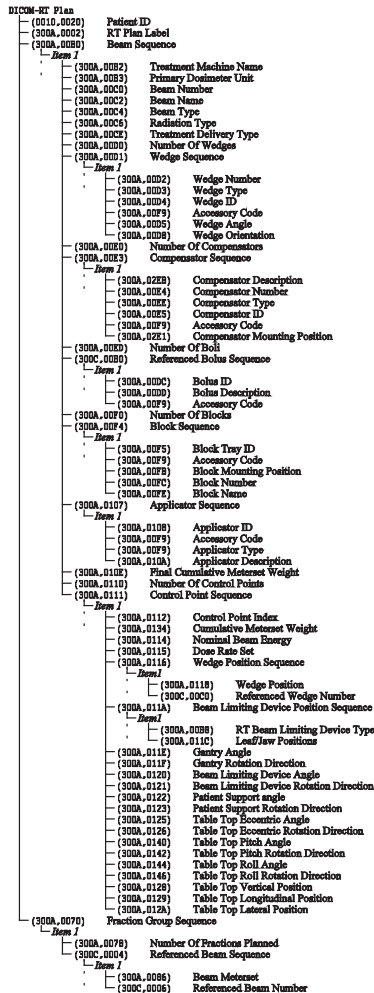 DICOM-RT Plan
(0010,0020) Patient ID
(300A,0002) RT Plan Label
(300A,00B0) Beam Sequence
Item 1
(300A,00B2) Treatment Machine Name
(300A,00B3) Primary Dosimeter Unit
(300A,00C0) Beam Number
(300A,00C2) Beam Name
(300A,00C4) Beam Type
(300A,00C6) Radiation Type
(300A,00CE) Treatment Delivery Type
(300A,00D0) Number Of Wedges
(300A,00D1) Wedge Sequence
Item 1
(300A,00D2) Wedge Number
(300A,00D3) Wedge Type
(300A,00D4) Wedge ID
(300A,00F9) Accessory Code
(300A,00D5) Wedge Angle
(300A,00D8) Wedge Orientation
(300A,00E0) Number Of Compensators
(300A,00E3) Compensator Sequence
Item 1
(300A,02EB) Compensator Description
(300A,00E4) Compensator Number
(300A,00EE) Compensator Type
(300A,00E5) Compensator ID
(300A,00F9) Accessory Code
(300A,02E1) Compensator Mounting Position
(300A,00ED) Number Of Boli
(300C,00B0) Referenced Bolus Sequence
Item 1
(300A,00DC) Bolus ID
(300A,00DD) Bolus Description
(300A,00F9) Accessory Code
(300A,00F0) Number Of Blocks
(300A,00F4) Block Sequence
Item 1
(300A,00F5) Block Tray ID
(300A,00F9) Accessory Code
(300A,00FB) Block Mounting Position
(300A,00FC) Block Number
(300A,00FE) Block Name
(300A,0107) Applicator Sequence
Item 1
(300A,0108) Applicator ID
(300A,00F9) Accessory Code
(300A,00F9) Applicator Type
(300A,010A) Applicator Description
(300A,010E) Final Cumulative Meterset Weight
(300A,0110) Number Of Control Points
(300A,0111) Control Point Sequence
Item 1
(300A,0112) Control Point Index
(300A,0134) Cumulative Meterset Weight
(300A,0114) Nominal Beam Energy
(300A,0115) Dose Rate Set
(300A,0116) Wedge Position Sequence
Item1
(300A,0118) Wedge Position
(300C,00C0) Referenced Wedge Number
(300A,011A) Beam Limiting Device Position Sequence
Item1
(300A,00B8) RT Beam Limiting Device Type
(300A,011C) Leaf/Jaw Positions
(300A,011E) Gantry Angle
(300A,011F) Gantry Rotation Direction
(300A,0120) Beam Limiting Device Angle
(300A,0121) Beam Limiting Device Rotation Direction
(300A,0122) Patient Support angle
(300A,0123) Patient Support Rotation Direction
(300A,0125) Table Top Eccentric Angle
(300A,0126) Table Top Eccentric Rotation Direction
(300A,0140) Table Top Pitch Angle
(300A,0142) Table Top Pitch Rotation Direction
(300A,0144) Table Top Roll Angle
(300A,0146) Table Top Roll Rotation Direction
(300A,0128) Table Top Vertical Position
(300A,0129) Table Top Longitudinal Position
(300A,012A) Table Top Lateral Position
(300A,0070) Fraction Group Sequence
Item 1
(300A,0078) Number Of Fractions Planned
(300C,0004) Referenced Beam Sequence
Item 1
(300A,0086) Beam Meterset
(300C,0006) Referenced Beam Number